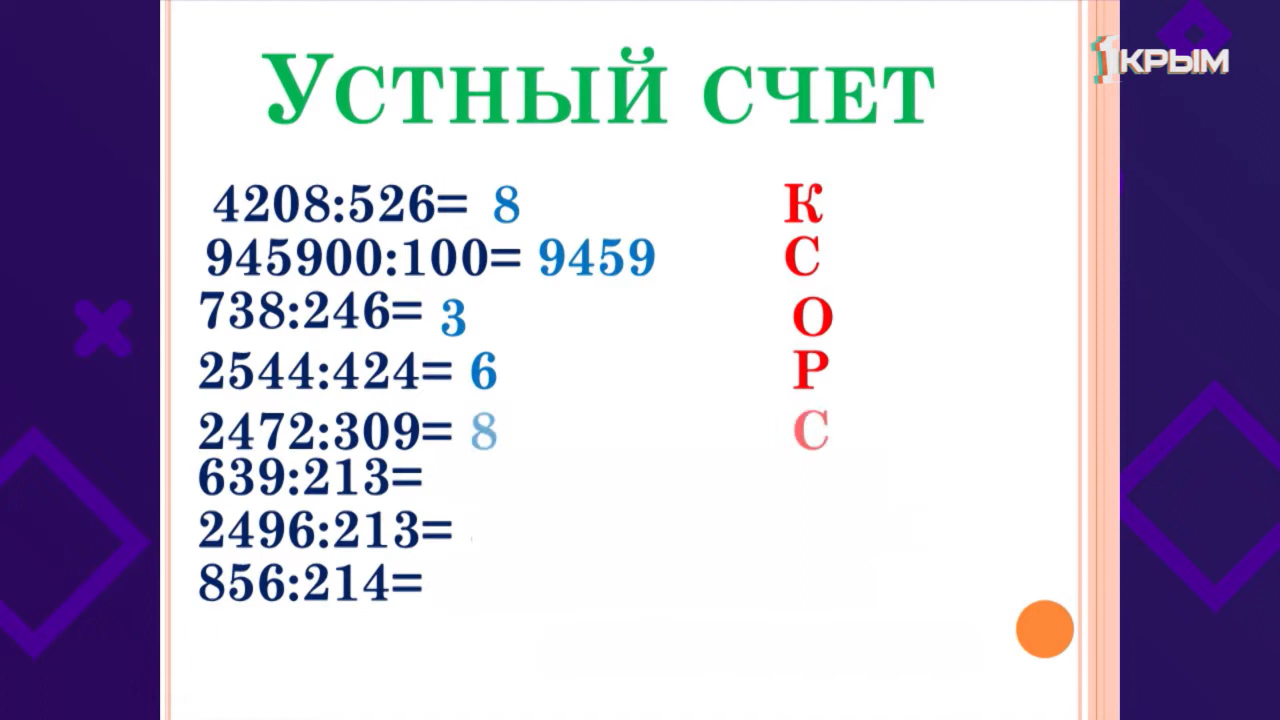 1КРЫМ
УСТНЫЙ СЧЕТ
4208:526= 8 К
945900:100= 9459 С
738:246= 3 О
2544:424= 6 Р
2472:309= 8 С
639:213=
2496:213=
856:214=